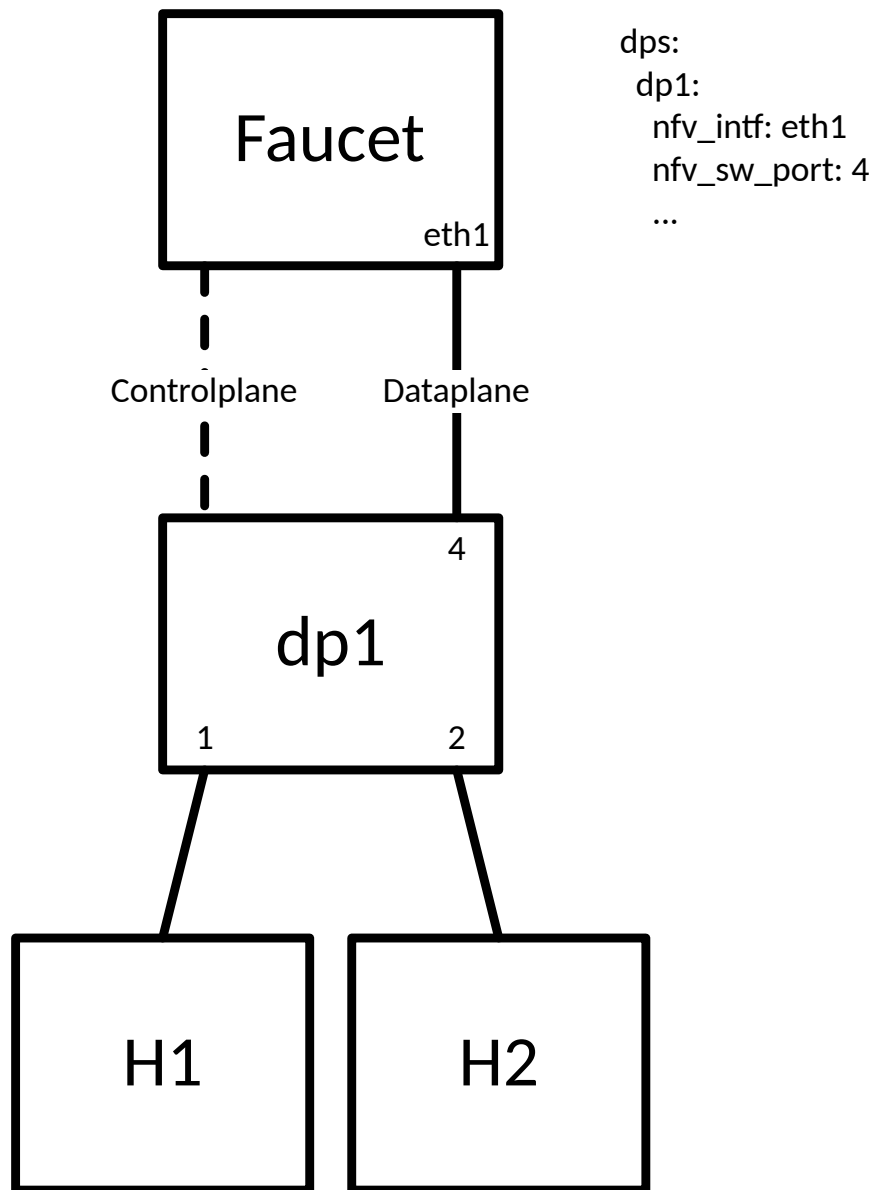 Faucet
eth1
dps:
dp1:
nfv_intf: eth1
nfv_sw_port: 4
...
Controlplane
Dataplane
4
dp1
1
2
H1
H2